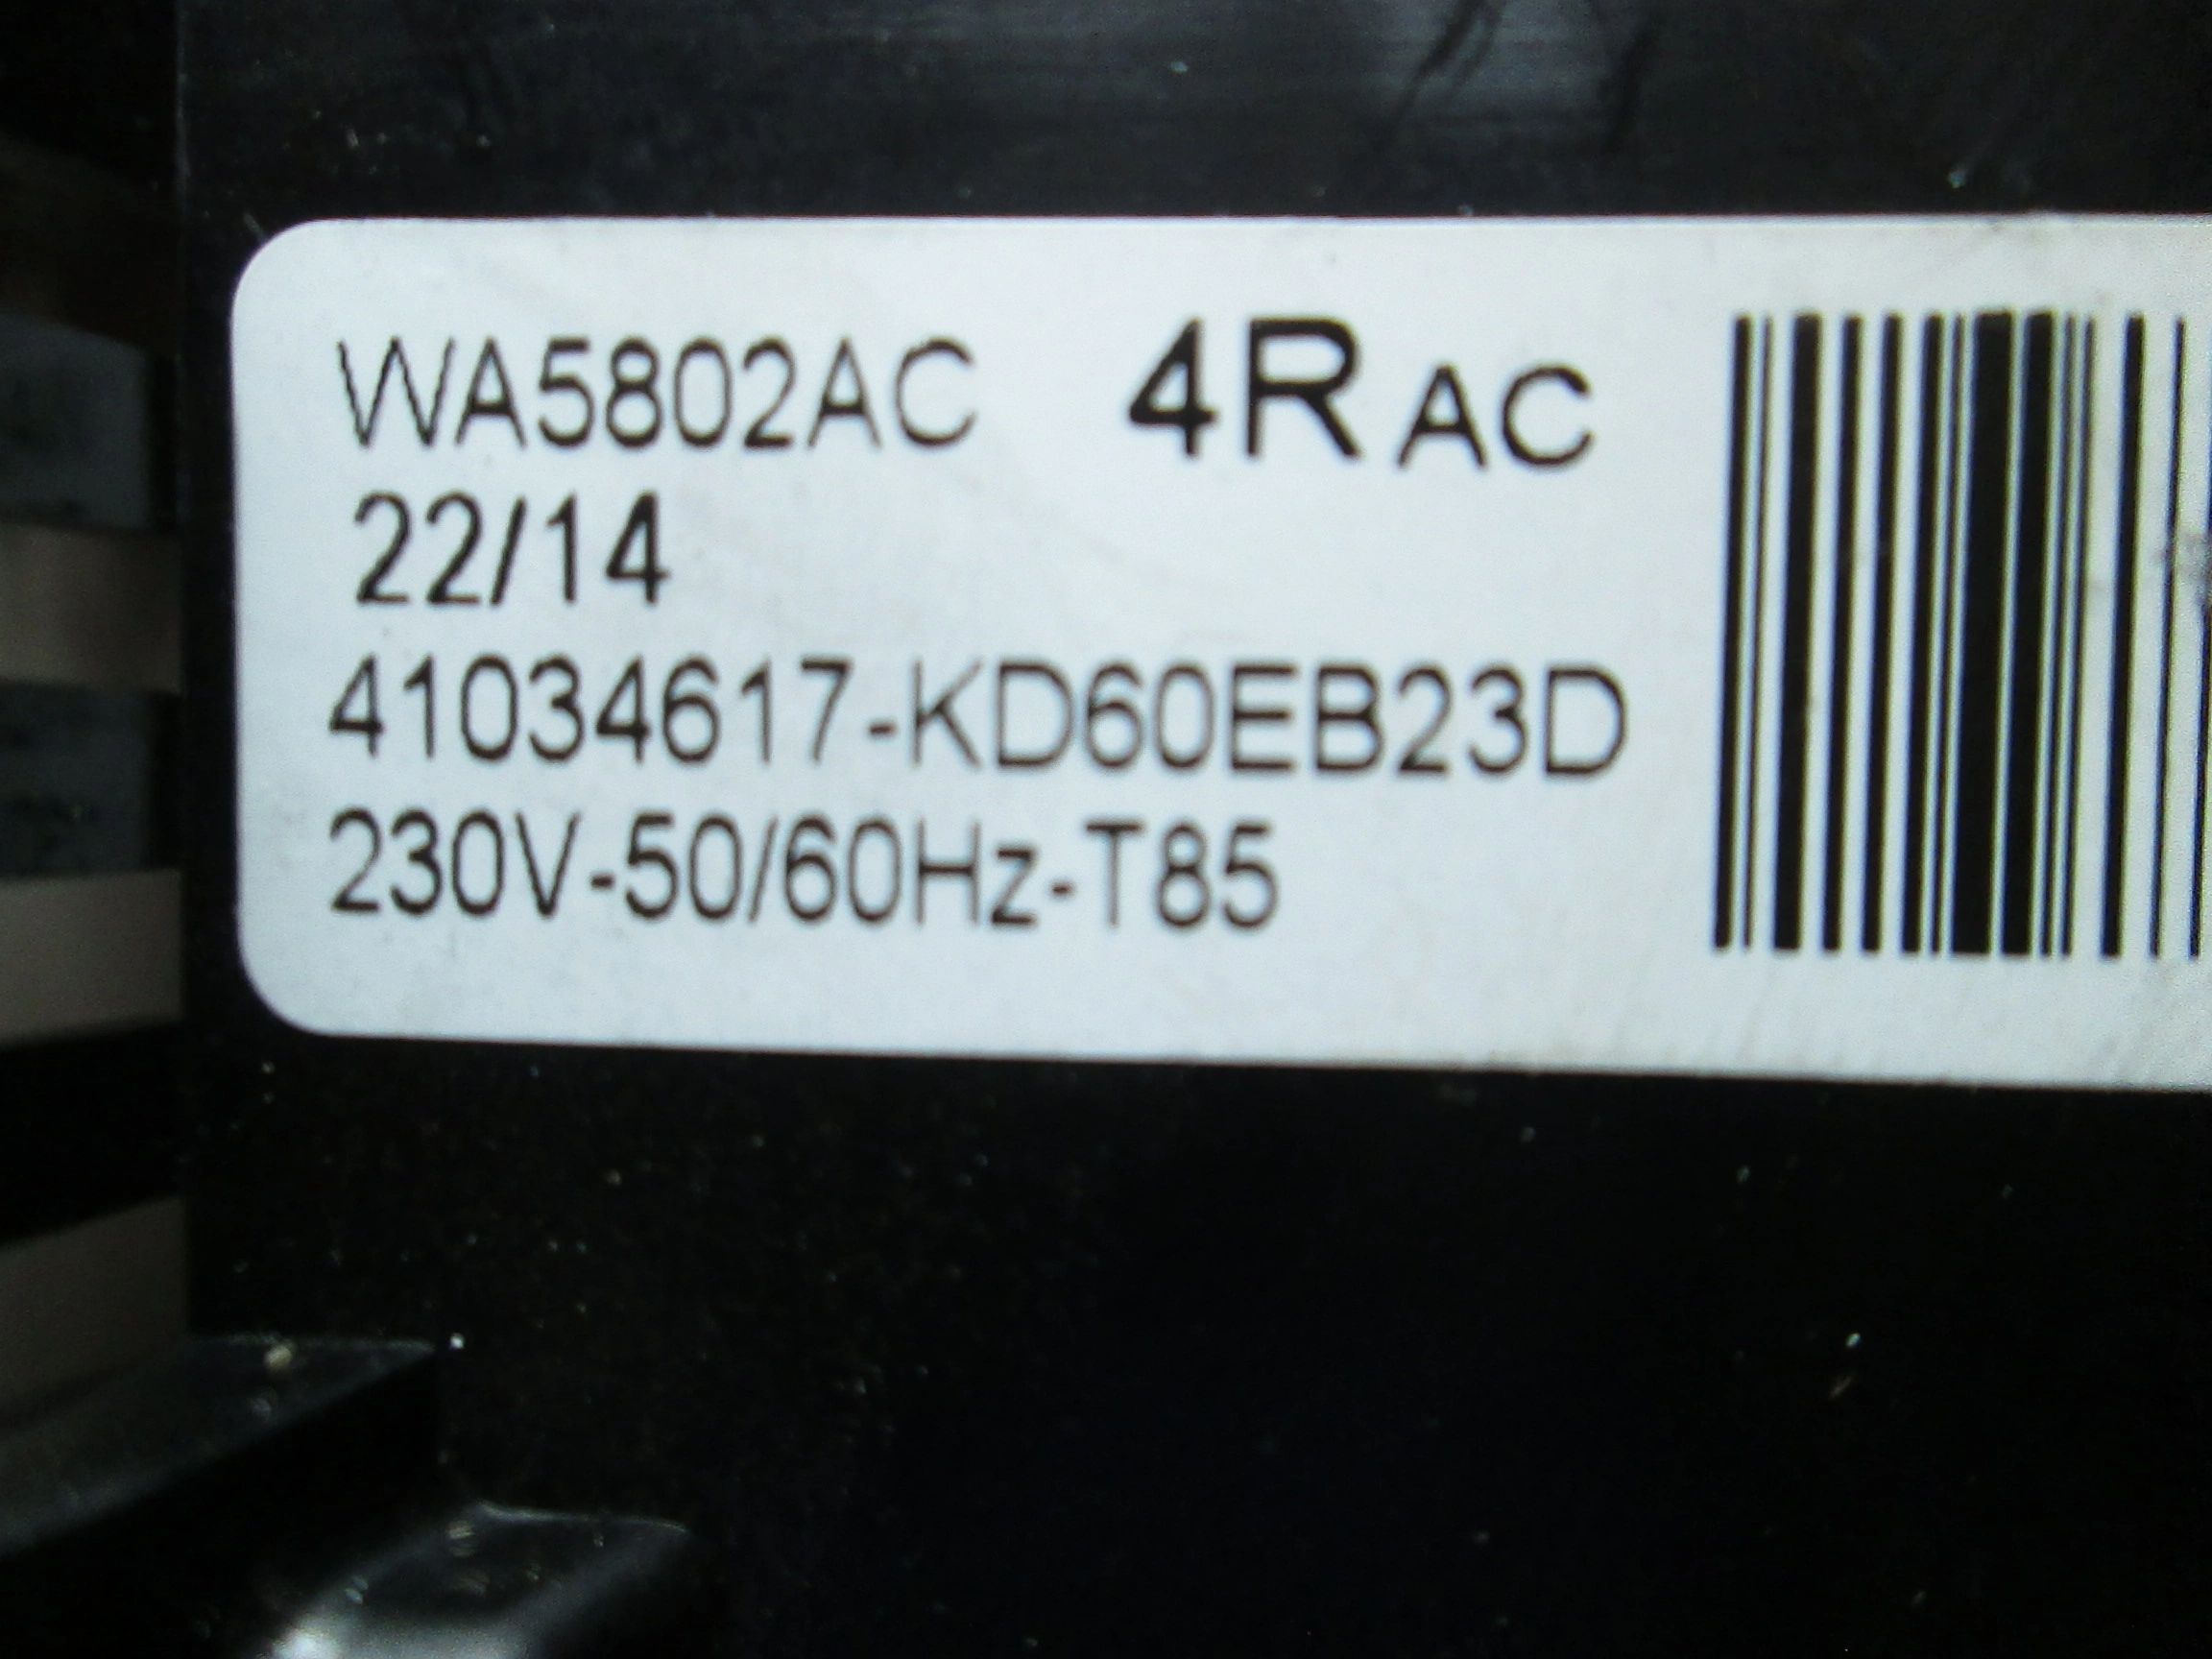 WA5802AC 4R AC
22/14
41034617-KD60EB23D
230V-50/60Hz-T85